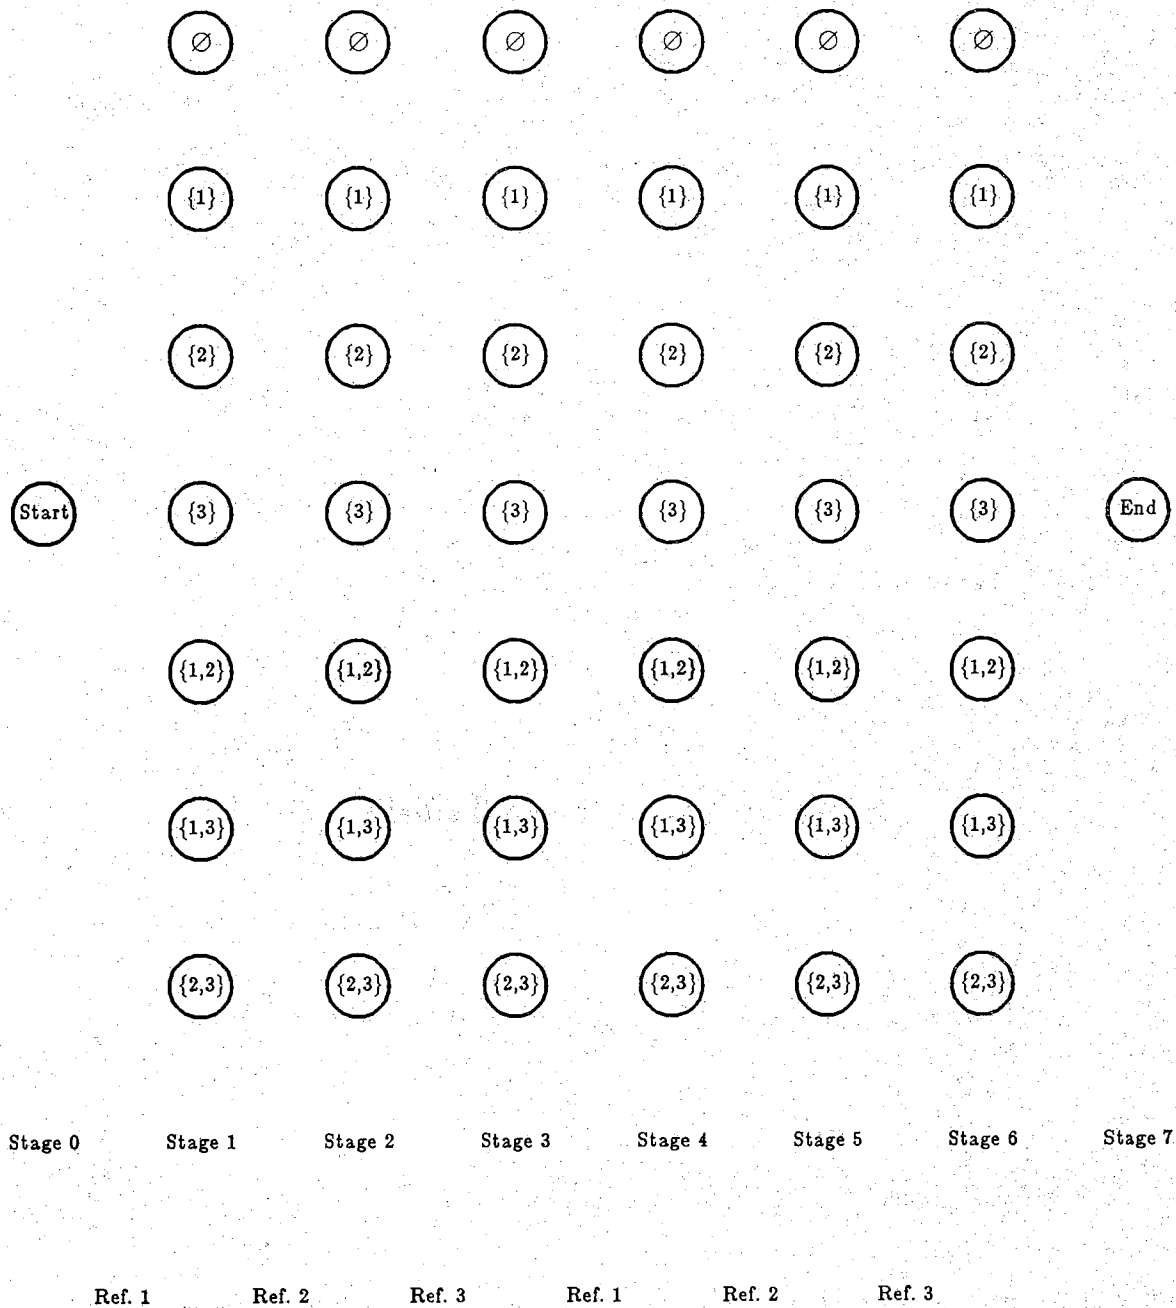 ∅ ∅ ∅ ∅ ∅ ∅
{1} {1} {1} {1} {1} {1}
{2} {2} {2} {2} {2} {2}
Start {3} {3} {3} {3} {3} {3} End
{1,2} {1,2} {1,2} {1,2} {1,2} {1,2}
{1,3} {1,3} {1,3} {1,3} {1,3} {1,3}
{2,3} {2,3} {2,3} {2,3} {2,3} {2,3}
Stage 0 Stage 1 Stage 2 Stage 3 Stage 4 Stage 5 Stage 6 Stage 7
Ref. 1 Ref. 2 Ref. 3 Ref. 1 Ref. 2 Ref. 3